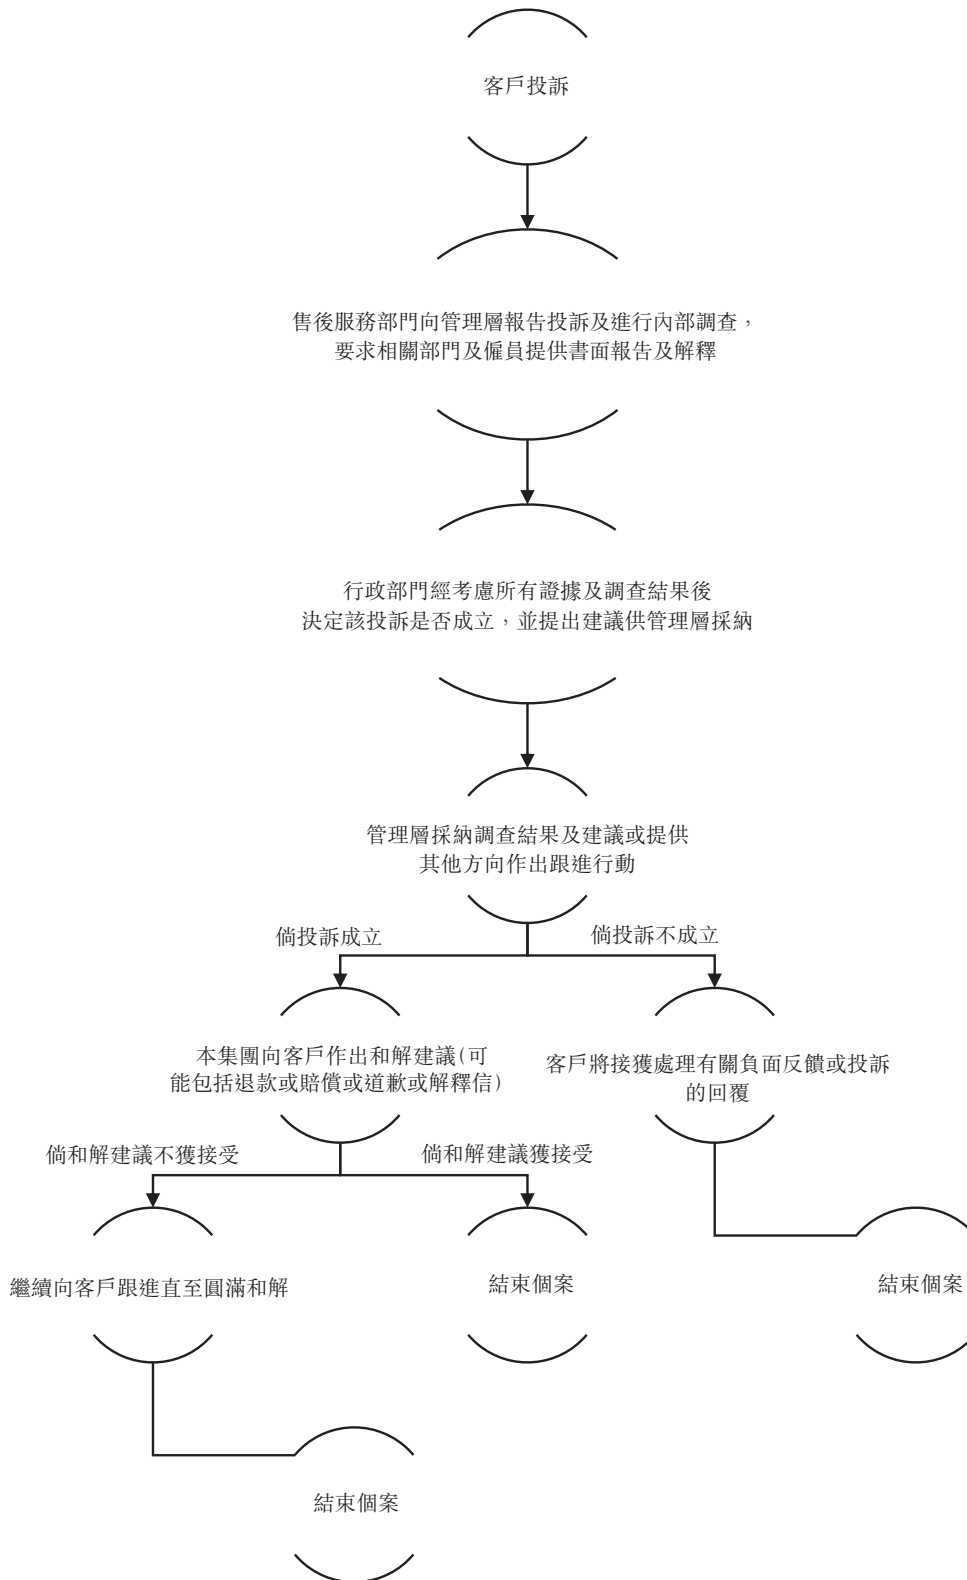 客戶投訴
售後服務部門向管理層報告投訴及進行內部調查，
要求相關部門及僱員提供書面報告及解釋
行政部門經考慮所有證據及調查結果後
決定該投訴是否成立，並提出建議供管理層採納
管理層採納調查結果及建議或提供
其他方向作出跟進行動
倘投訴成立
倘投訴不成立
本集團向客戶作出和解建議(可
能包括退款或賠償或道歉或解釋信)
客戶將接獲處理有關負面反饋或投訴
的回覆
倘和解建議不獲接受
倘和解建議獲接受
繼續向客戶跟進直至圓滿和解
結束個案
結束個案
結束個案